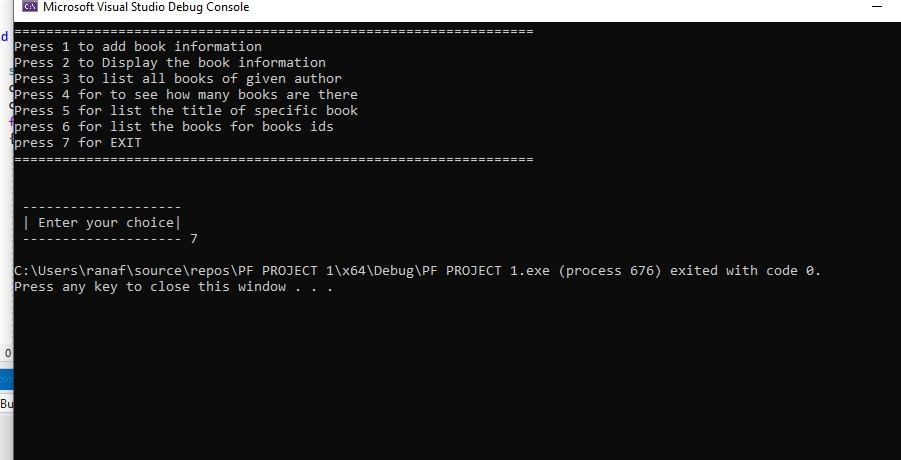 Microsoft Visual Studio Debug Console
=================================================================
Press 1 to add book information
Press 2 to Display the book information
Press 3 to list all books of given author
Press 4 for to see how many books are there
Press 5 for list the title of specific book
press 6 for list the books for books ids
press 7 for EXIT
=================================================================
--------------------
| Enter your choice|
-------------------- 7
C:\Users\ranaf\source\repos\PF PROJECT 1\x64\Debug\PF PROJECT 1.exe (process 676) exited with code 0.
Press any key to close this window . . .
0
Bu